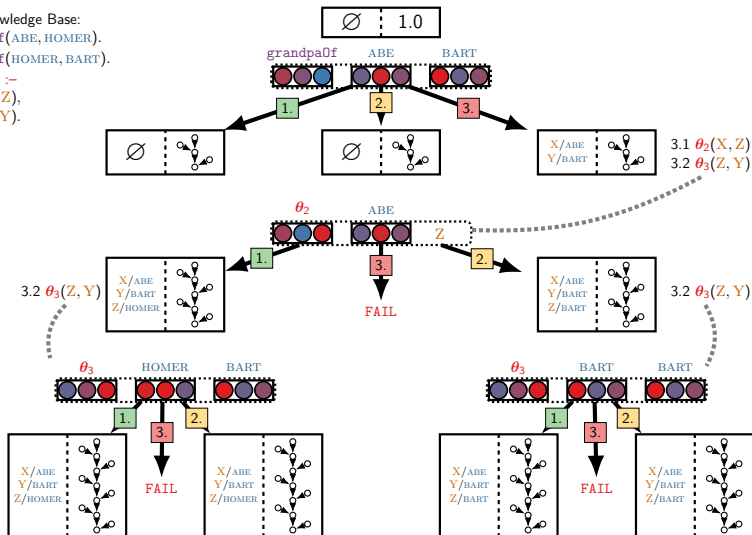 wledge Base:
f(ABE, HOMER).
f(HOMER, BART).
:–
Z),
Y).
∅ 1.0
grandpaOf ABE BART
1. 2. 3.
∅
∅
X/ABE
Y/BART
3.1 θ2(X, Z)
3.2 θ3(Z, Y)
θ2 ABE Z
1. 3. 2.
3.2 θ3(Z, Y)
X/ABE
Y/BART
Z/HOMER
FAIL
X/ABE
Y/BART
Z/BART
3.2 θ3(Z, Y)
θ3 HOMER BART
1. 3. 2.
X/ABE
Y/BART
Z/HOMER
FAIL
X/ABE
Y/BART
Z/HOMER
θ3 BART BART
1. 3. 2.
X/ABE
Y/BART
Z/BART
FAIL
X/ABE
Y/BART
Z/BART